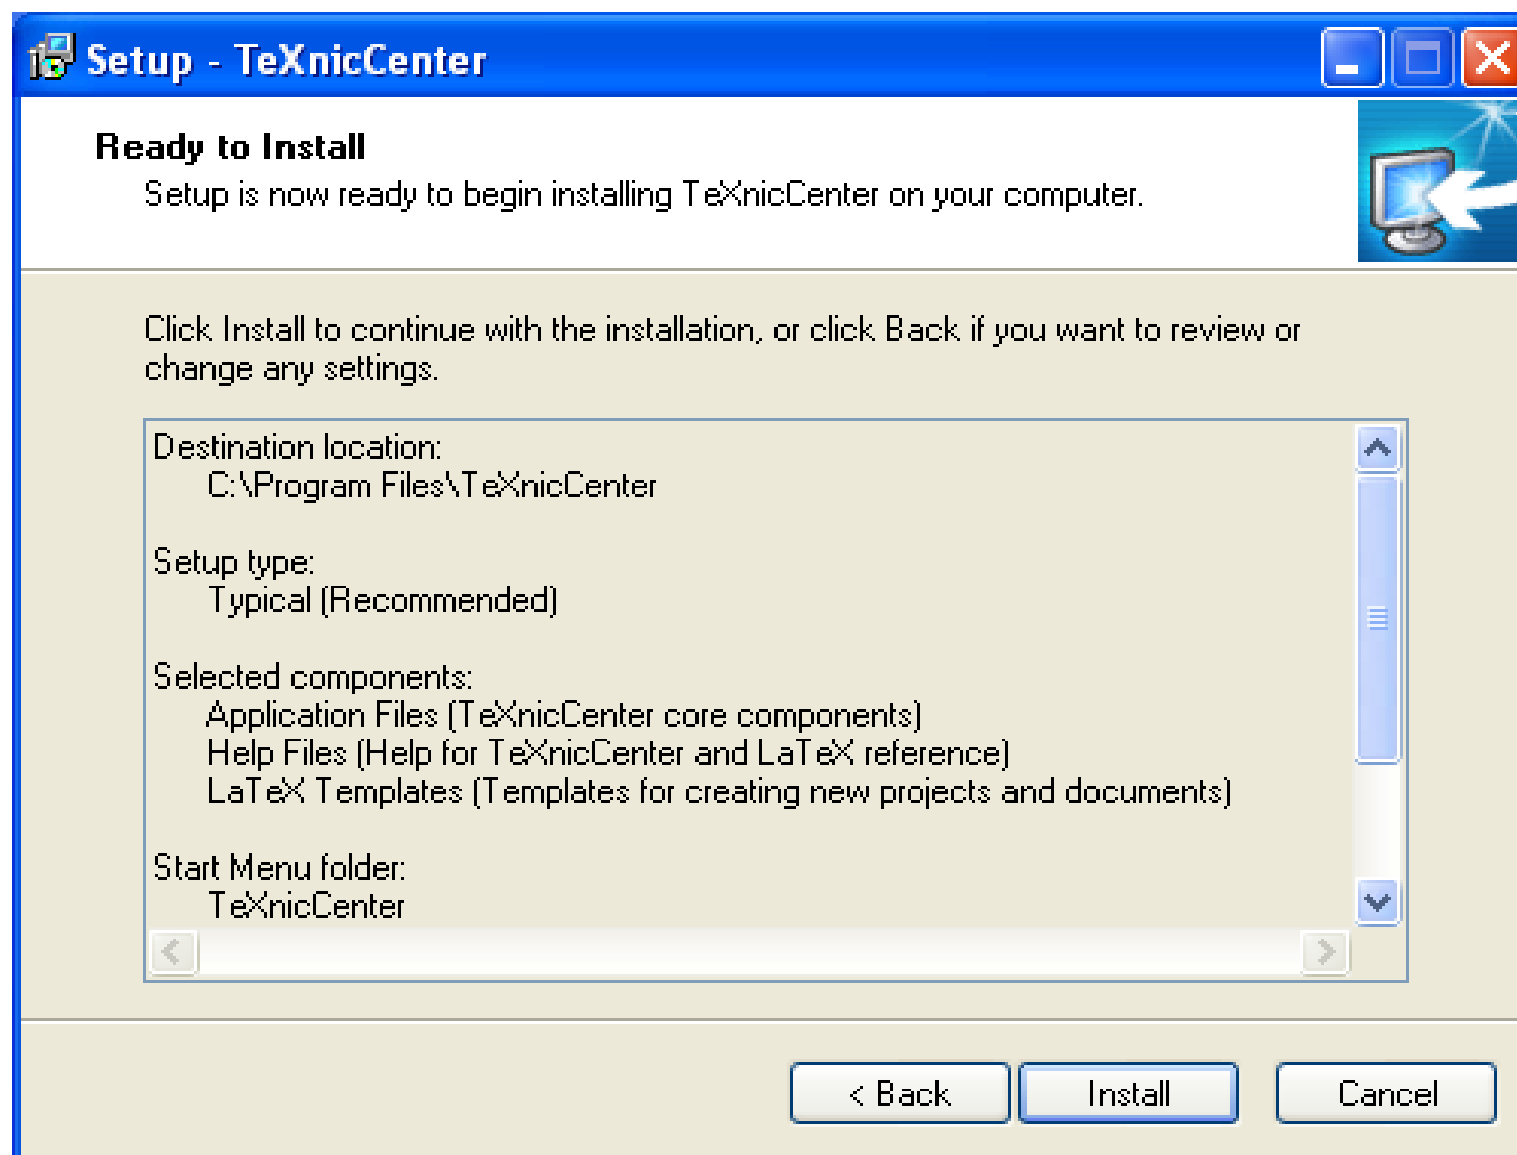 Setup - TeXnicCenter
Ready to Install
Setup is now ready to begin installing TeXnicCenter on your computer.
Click Install to continue with the installation, or click Back if you want to review or
change any settings.
Destination location:
C:\Program Files\TeXnicCenter
Setup type:
Typical (Recommended)
Selected components:
Application Files (TeXnicCenter core components)
Help Files (Help for TeXnicCenter and LaTeX reference)
LaTeX Templates (Templates for creating new projects and documents)
Start Menu folder:
TeXnicCenter
< Back Install Cancel